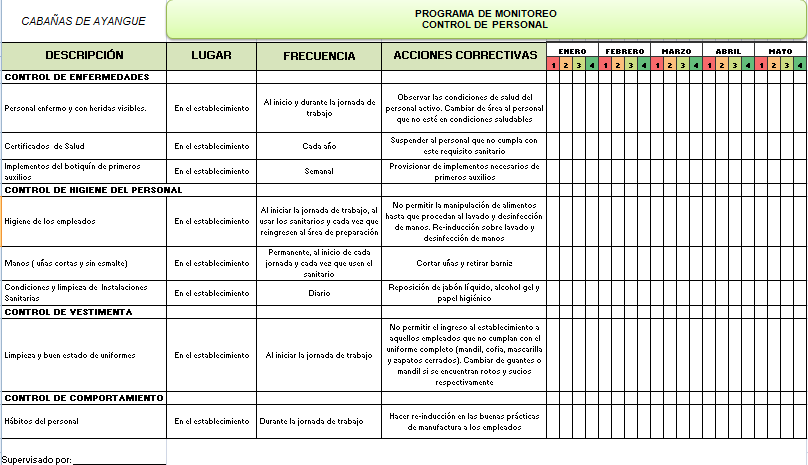 CABAÑAS DE AYANGUE
PROGRAMA DE MONITOREO
CONTROL DE PERSONAL
DESCRIPCIÓN LUGAR FRECUENCIA ACCIONES CORRECTIVAS ENERO FEBRERO MARZO ABRIL MAYO
1 2 3 4 1 2 3 4 1 2 3 4 1 2 3 4 1 2 3 4
CONTROL DE ENFERMEDADES
Personal enfermo y con heridas visibles.
En el establecimiento
Al inicio y durante la jornada de
trabajo
Observar las condiciones de salud del
personal activo. Cambiar de área al personal
que no esté en condiciones saludables
Certificados de Salud
En el establecimiento
Cada año
Suspender al personal que no cumpla con
este requisito sanitario
Implementos del botiquín de primeros
auxilios
En el establecimiento
Semanal
Provisionar de implementos necesarios de
primeros auxilios
CONTROL DE HIGIENE DEL PERSONAL
Higiene de los empleados
En el establecimiento
Al iniciar la jornada de trabajo, al
usar los sanitarios y cada vez que
reingresen al área de preparación
No permitir la manipulación de alimentos
hasta que procedan al lavado y desinfección
de manos. Re-inducción sobre lavado y
desinfección de manos
Manos ( uñas cortas y sin esmalte)
En el establecimiento
Permanente, al inicio de cada
jornada y cada vez que usen el
sanitario
Cortar uñas y retirar barniz
Condiciones y limpieza de Instalaciones
Sanitarias
En el establecimiento
Diario
Reposición de jabón líquido, alcohol gel y
papel higiénico
CONTROL DE VESTIMENTA
Limpieza y buen estado de uniformes
En el establecimiento
Al iniciar la jornada de trabajo
No permitir el ingreso al establecimiento a
aquellos empleados que no cumplan con el
uniforme completo (mandil, cofia, mascarilla
y zapatos cerrados). Cambiar de guantes o
mandil si se encuentran rotos y sucios
respectivamente
CONTROL DE COMPORTAMIENTO
Hábitos del personal
En el establecimiento
Durante la jornada de trabajo
Hacer re-inducción en las buenas prácticas
de manufactura a los empleados
Supervisado por: